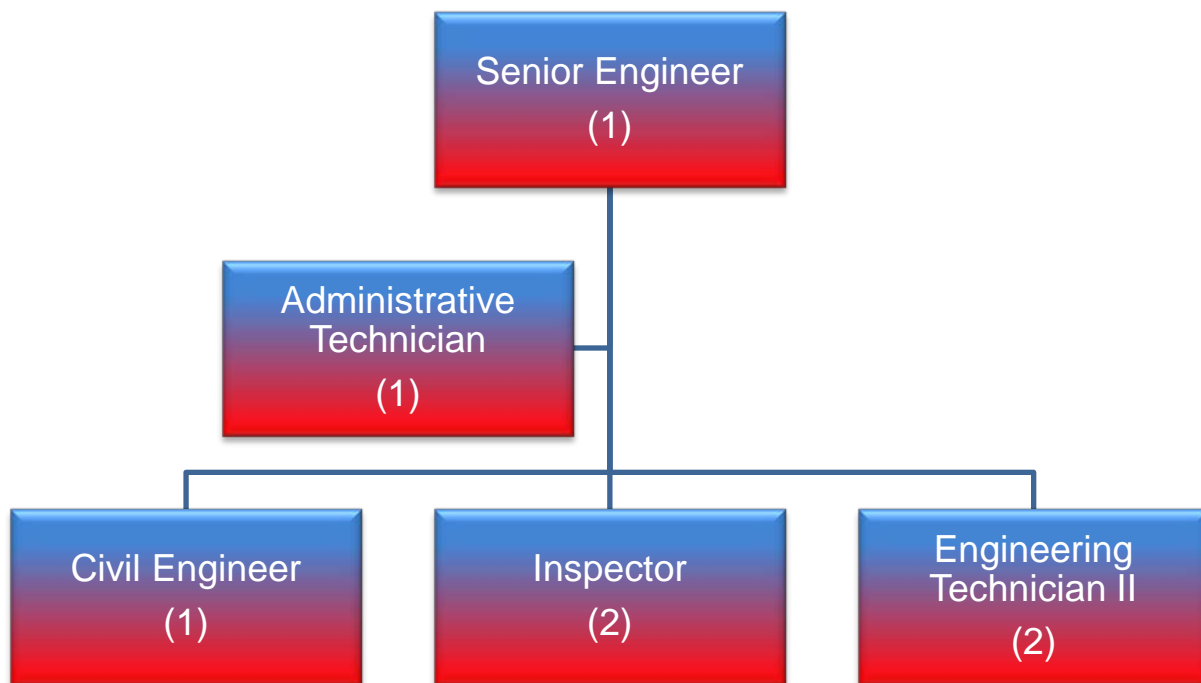 Senior Engineer
(1)
Administrative
Technician
(1)
Civil Engineer
(1)
Inspector
(2)
Engineering
Technician II
(2)